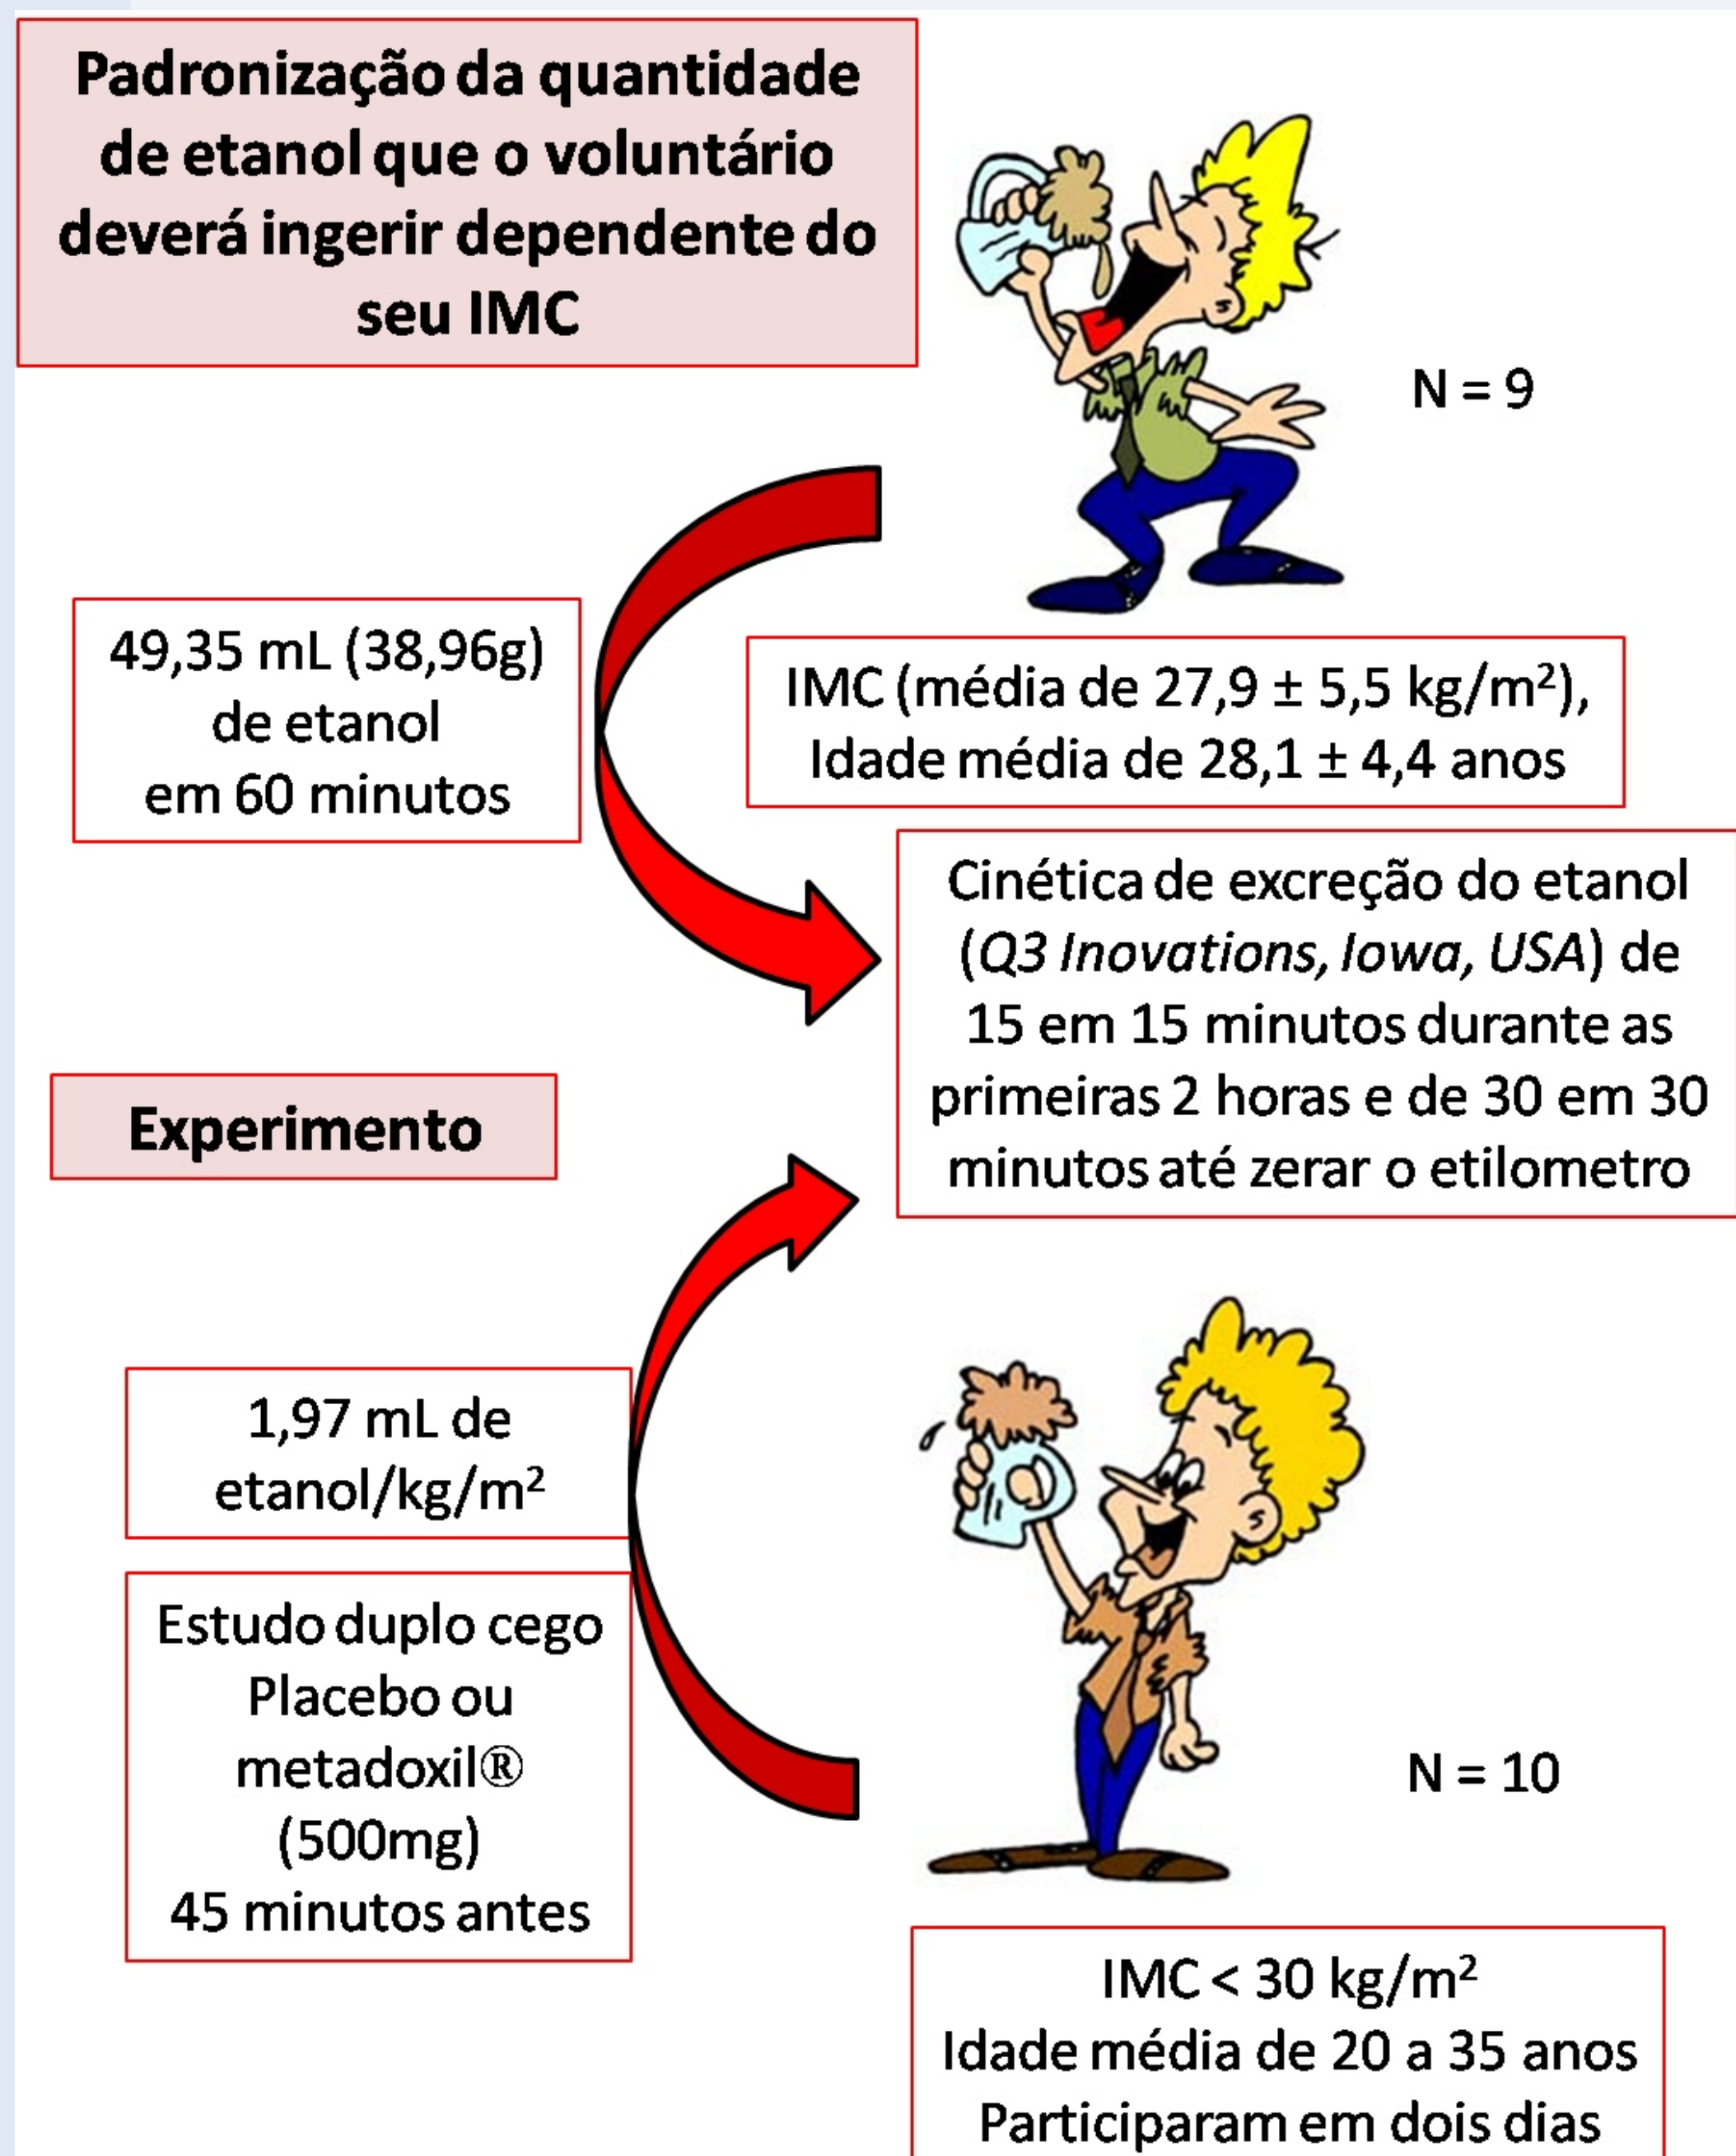 Padronização da quantidade
de etanol que o voluntário
deverá ingerir dependente do
seu IMC
N = 9
49,35 mL (38,96g)
de etanol
em 60 minutos
IMC (média de 27,9 ± 5,5 kg/m²),
Idade média de 28,1 ± 4,4 anos
Cinética de excreção do etanol
(Q3 Inovations, Iowa, USA) de
15 em 15 minutos durante as
primeiras 2 horas e de 30 em 30
minutos até zerar o etilometro
Experimento
1,97 mL de
etanol/kg/m²
Estudo duplo cego
Placebo ou
metadoxil®
(500mg)
45 minutos antes
N = 10
IMC < 30 kg/m²
Idade média de 20 a 35 anos
Participaram em dois dias